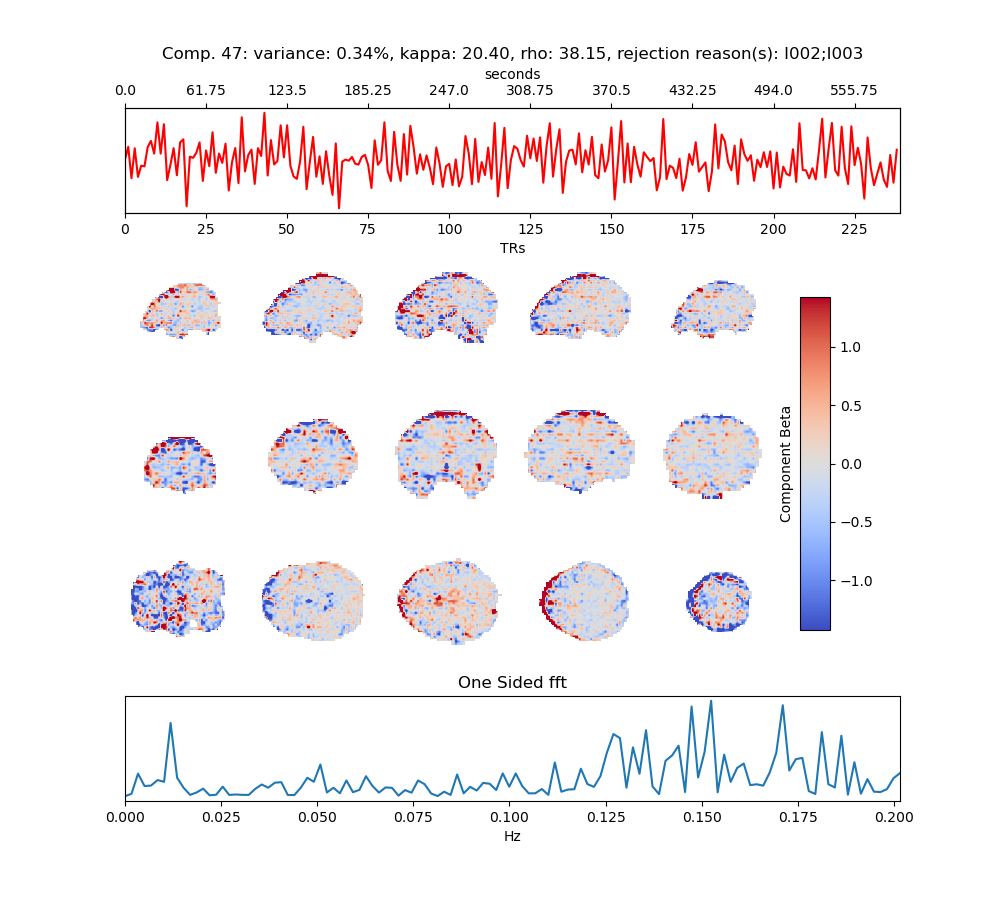 Comp. 47: variance: 0.34%, kappa: 20.40, rho: 38.15, rejection reason(s): I002;I003
seconds
0.0 61.75 123.5 185.25 247.0 308.75 370.5 432.25 494.0 555.75
0 25 50 75 100 125 150 175 200 225
TRs
1.0
0.5
0.0
−0.5
−1.0
Component Beta
One Sided fft
0.000 0.025 0.050 0.075 0.100 0.125 0.150 0.175 0.200
Hz